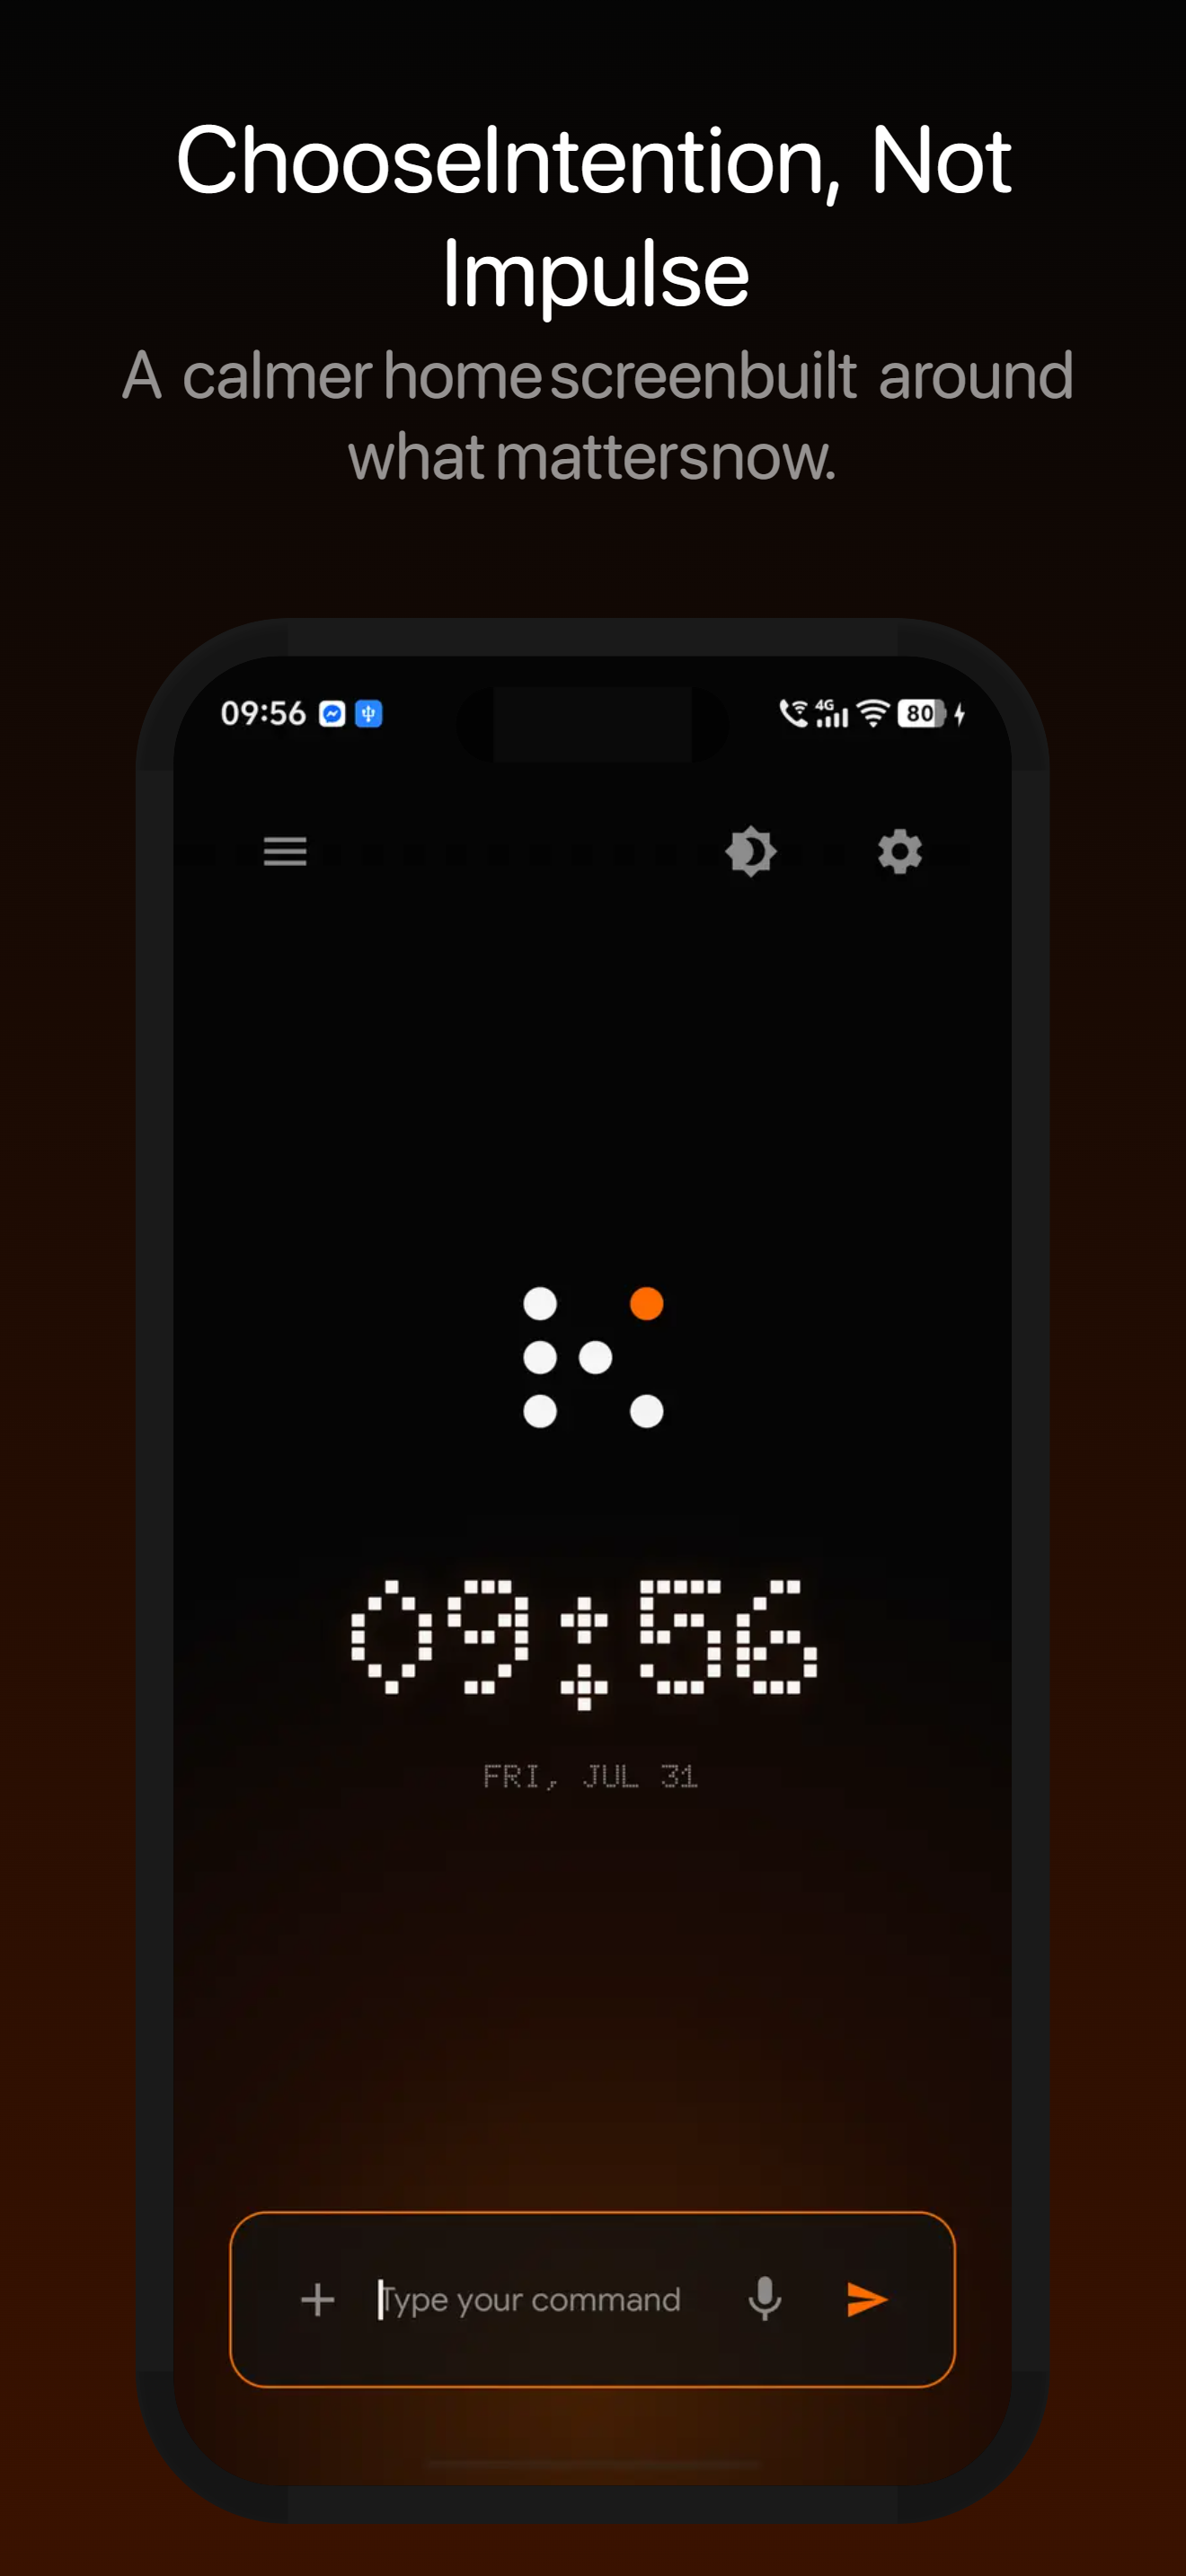 ChooseIntention, Not
Impulse
A calmer home screenbuilt around
what mattersnow.
09:56
4G
80
09:56
FRI, JUL 31
Type your command